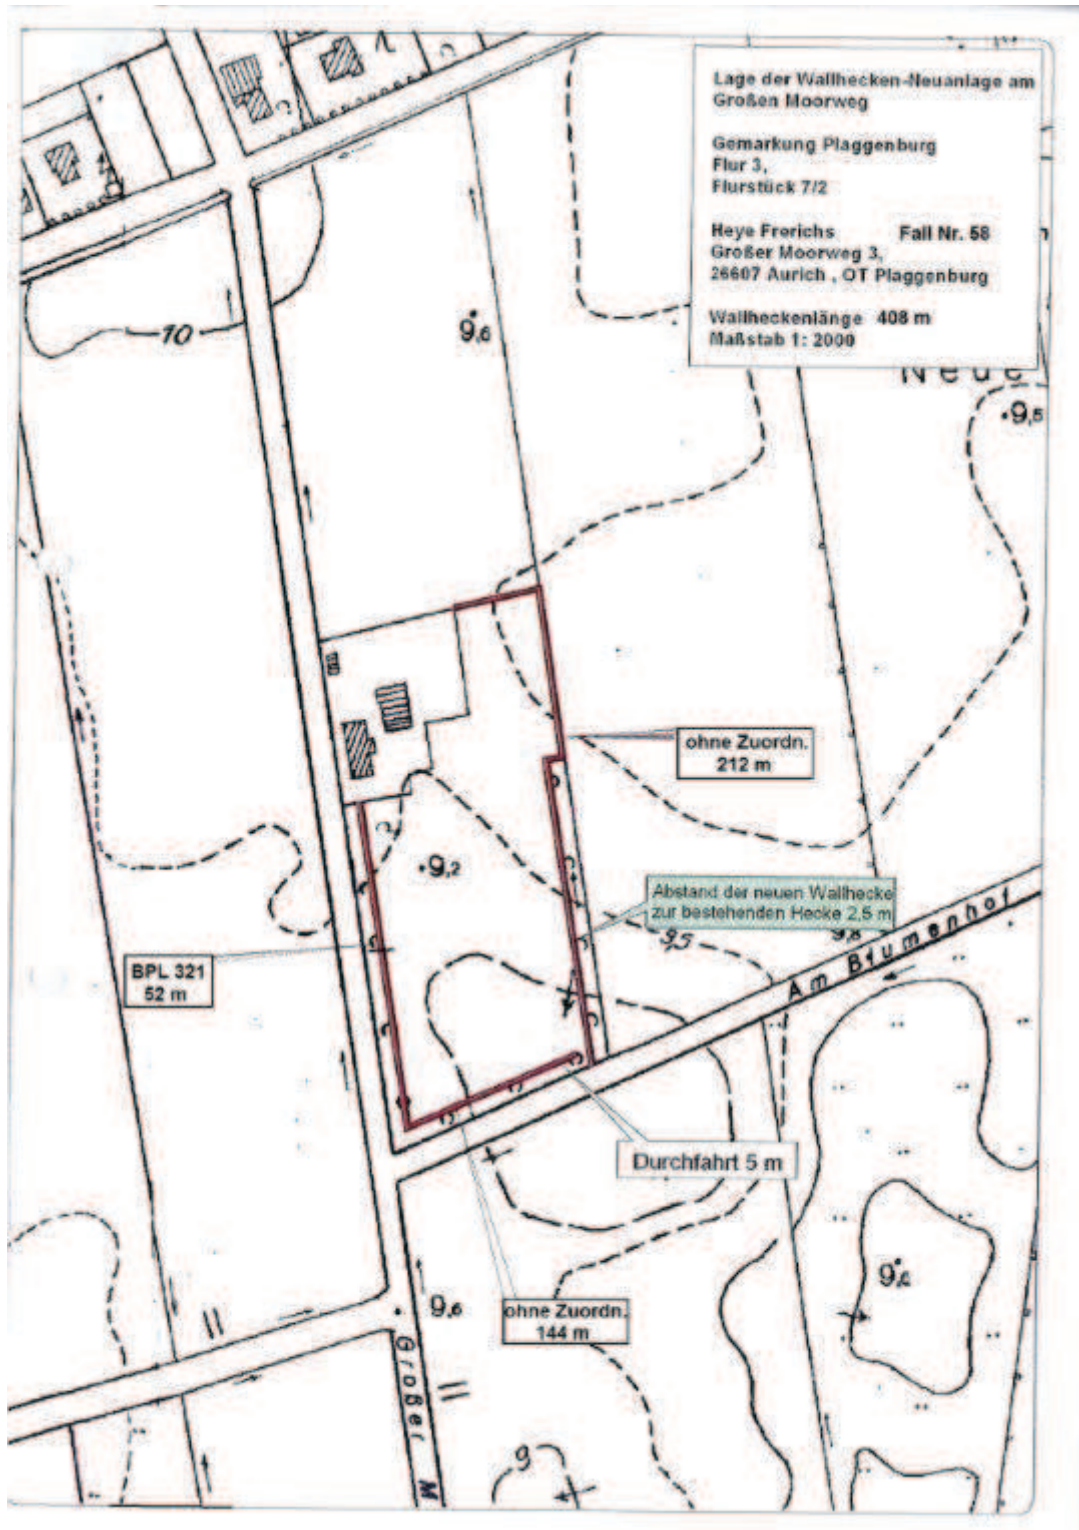 Lage der Wallhecken-Neuanlage am
Großen Moorweg
Gemarkung Plaggenburg
Flur 3,
Flurstück 7/2
Heye Frerichs Fall Nr. 58
Großer Moorweg 3,
26607 Aurich , OT Plaggenburg
Wallheckenlänge 408 m
Maßstab 1: 2000
10
9,6
Neue
9,5
ohne Zuordn.
212 m
9,2
Abstand der neuen Wallhecke
zur bestehenden Hecke 2,5 m
9,5
Am Blumenhof
BPL 321
52 m
Durchfahrt 5 m
9,6
ohne Zuordn.
144 m
Großer M
9